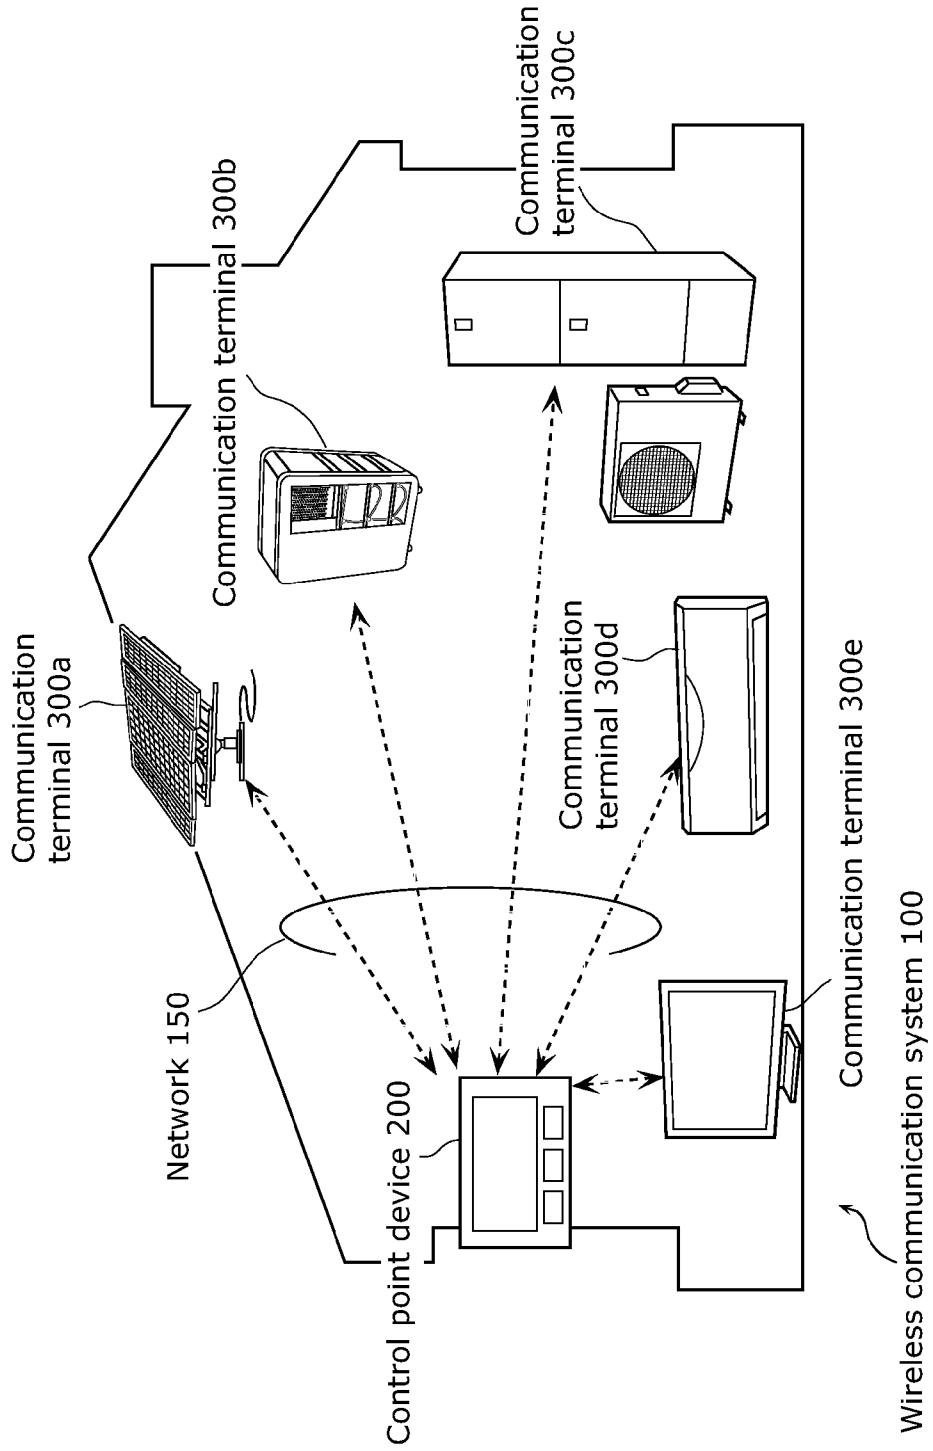 Wireless communication system 100
Control point device 200
Network 150
Communication
terminal 300a
Communication terminal 300b
Communication
terminal 300c
Communication
terminal 300d
Communication terminal 300e